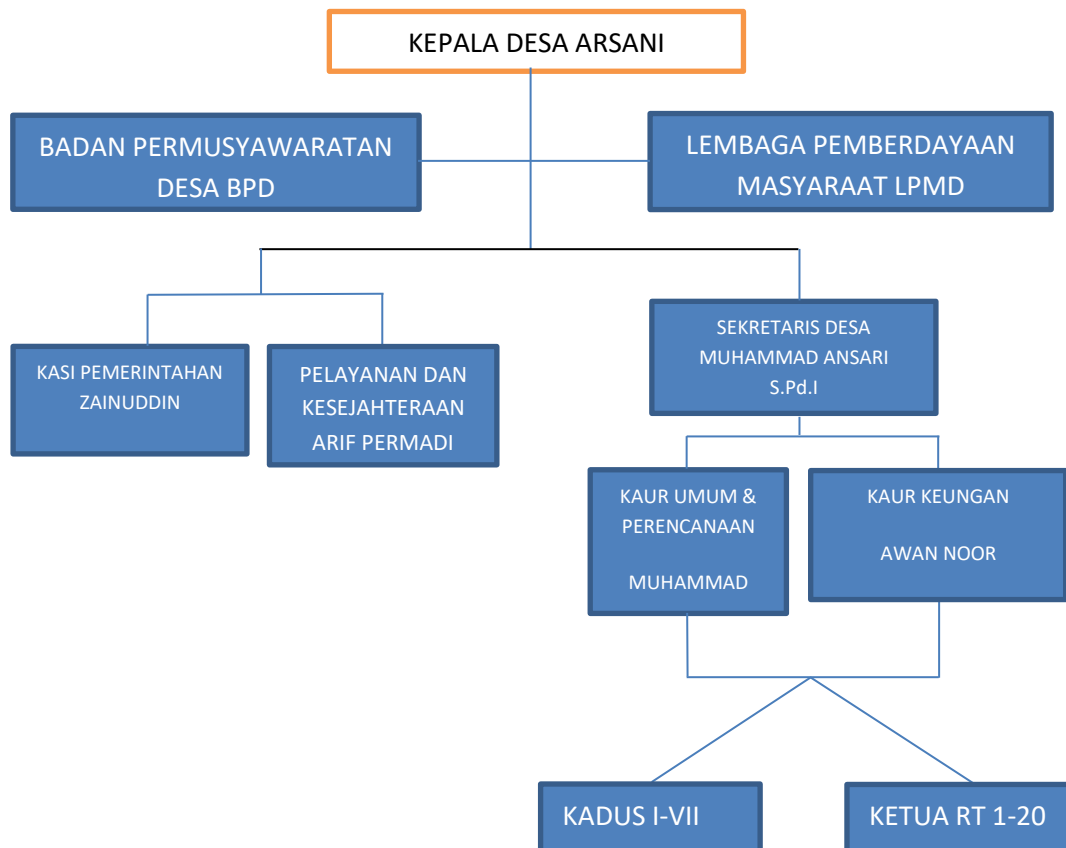 KEPALA DESA ARSANI
BADAN PERMUSYAWARATAN
DESA BPD
LEMBAGA PEMBERDAYAAN
MASYARAAT LPMD
SEKRETARIS DESA
MUHAMMAD ANSARI
S.Pd.I
KASI PEMERINTAHAN
ZAINUDDIN
PELAYANAN DAN
KESEJAHTERAAN
ARIF PERMADI
KAUR UMUM &
PERENCANAAN
MUHAMMAD
KAUR KEUNGAN
AWAN NOOR
KADUS I-VII
KETUA RT 1-20